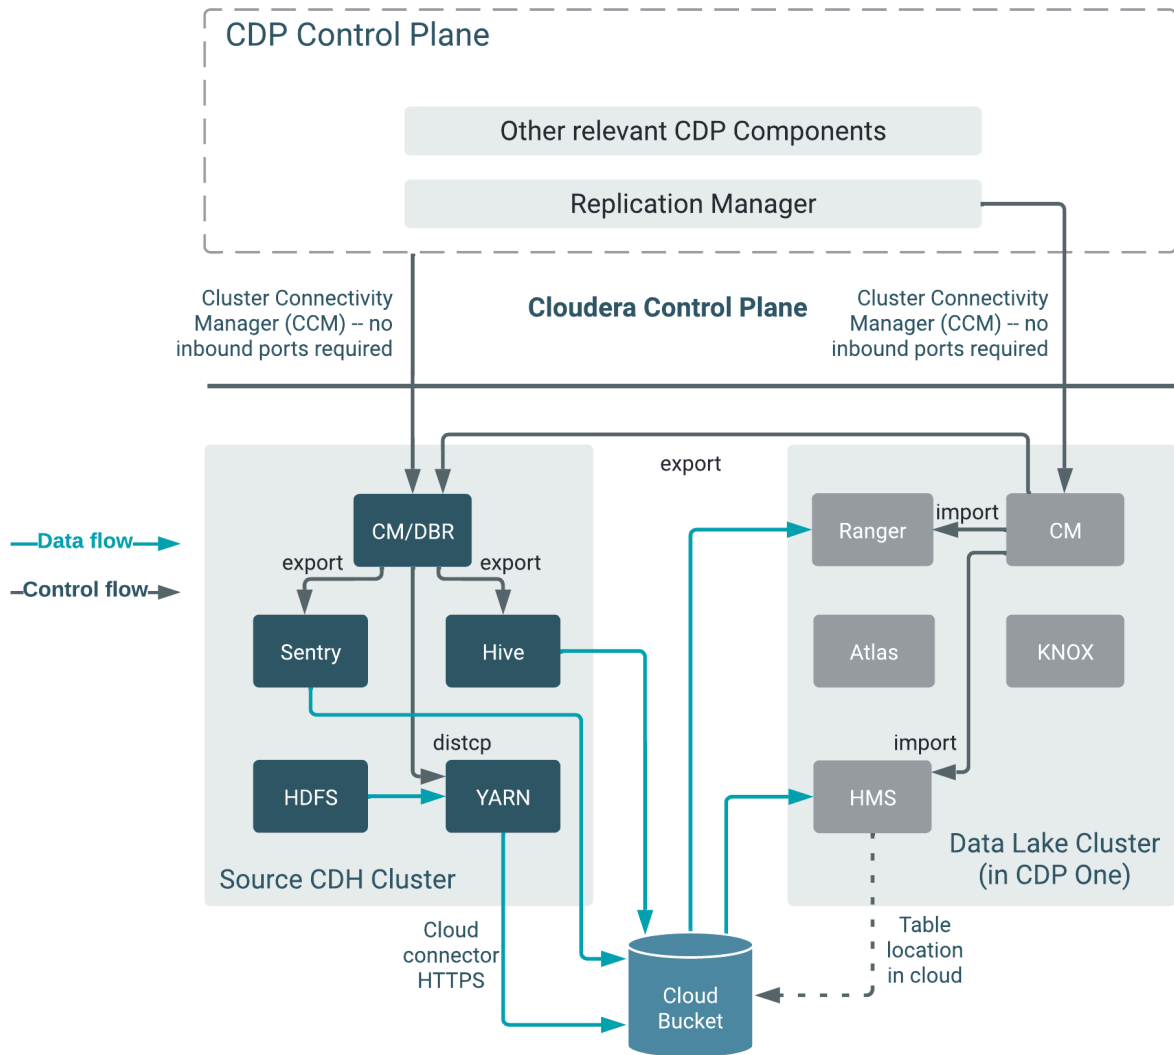 CDP Control Plane
Other relevant CDP Components
Replication Manager
Cluster Connectivity
Manager (CCM) -- no
inbound ports required
Cloudera Control Plane
Cluster Connectivity
Manager (CCM) -- no
inbound ports required
export
Data flow
Control flow
CM/DBR
export
export
Sentry
Hive
distcp
HDFS
YARN
Source CDH Cluster
Ranger
import
CM
Atlas
KNOX
import
HMS
Data Lake Cluster
(in CDP One)
Cloud
connector
HTTPS
Table
location
in cloud
Cloud
Bucket